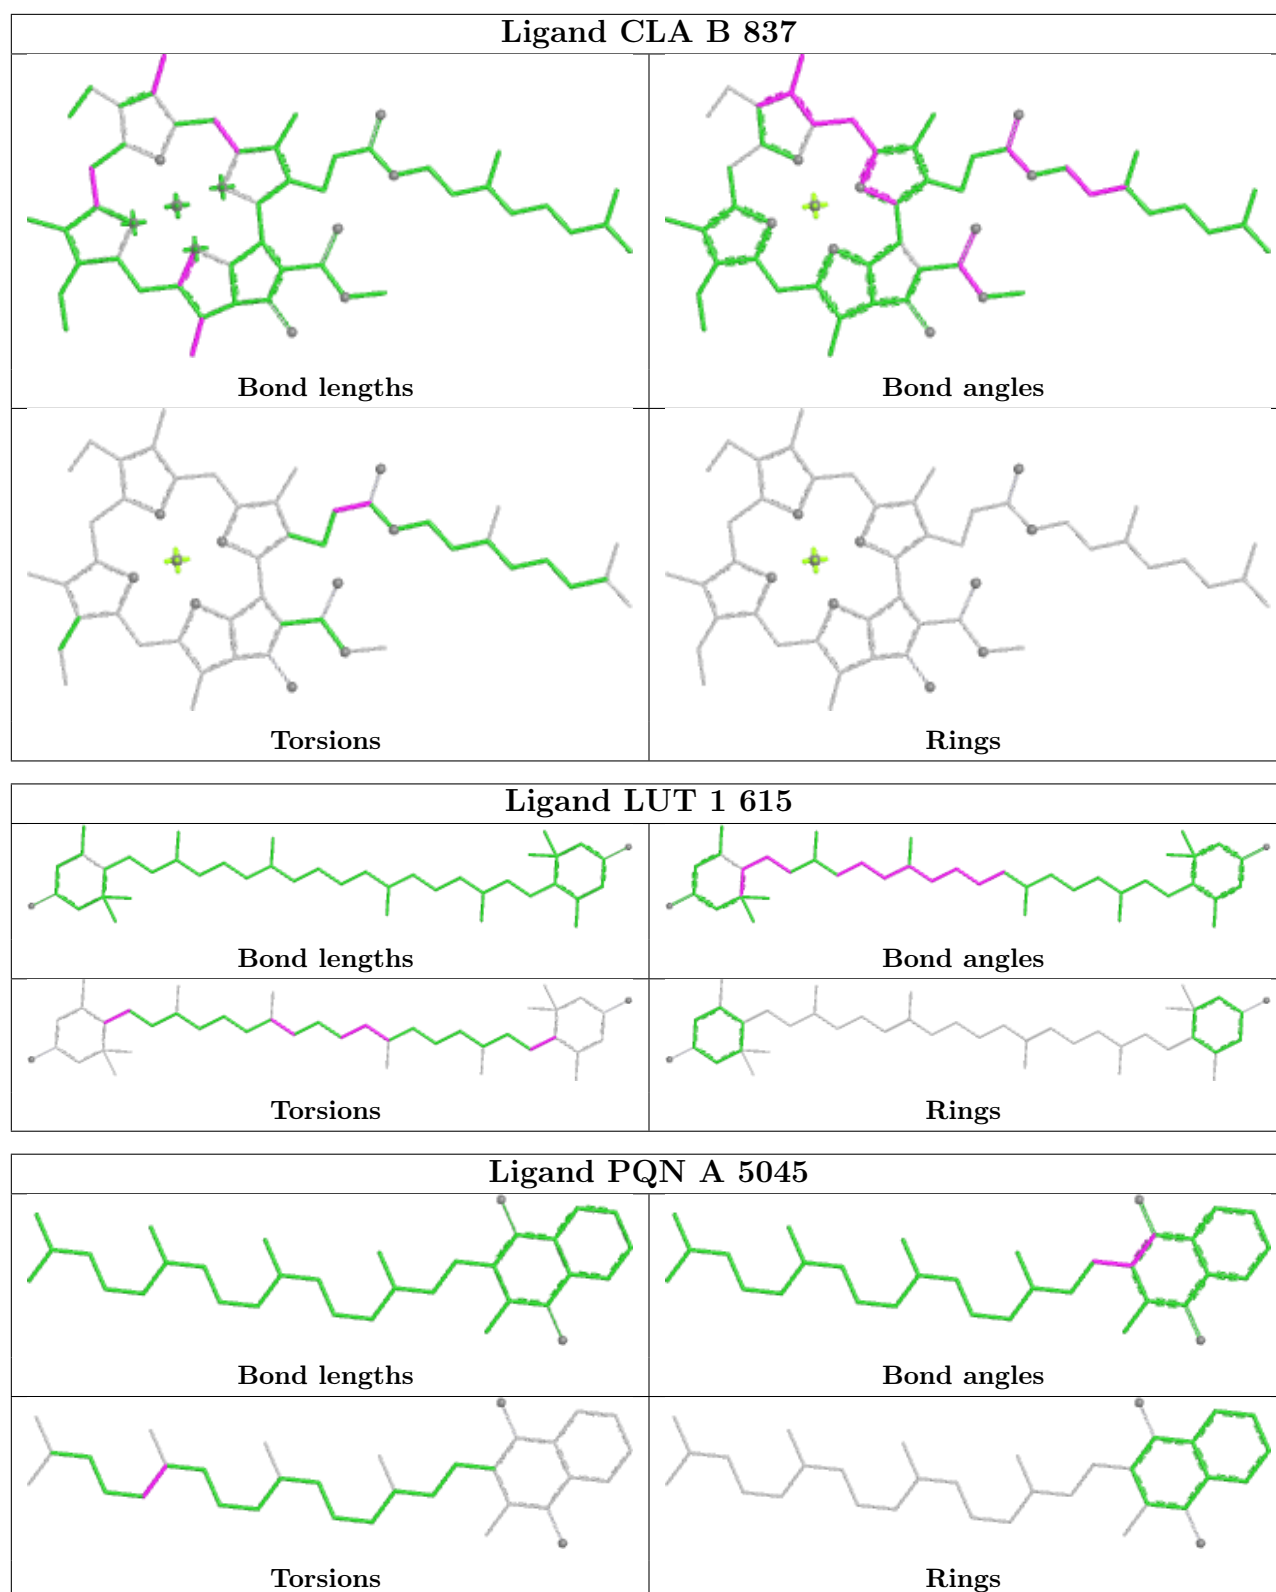 Ligand CLA B 837
Bond lengths
Bond angles
Torsions
Rings
Ligand LUT 1 615
Bond lengths
Bond angles
Torsions
Rings
Ligand PQN A 5045
Bond lengths
Bond angles
Torsions
Rings